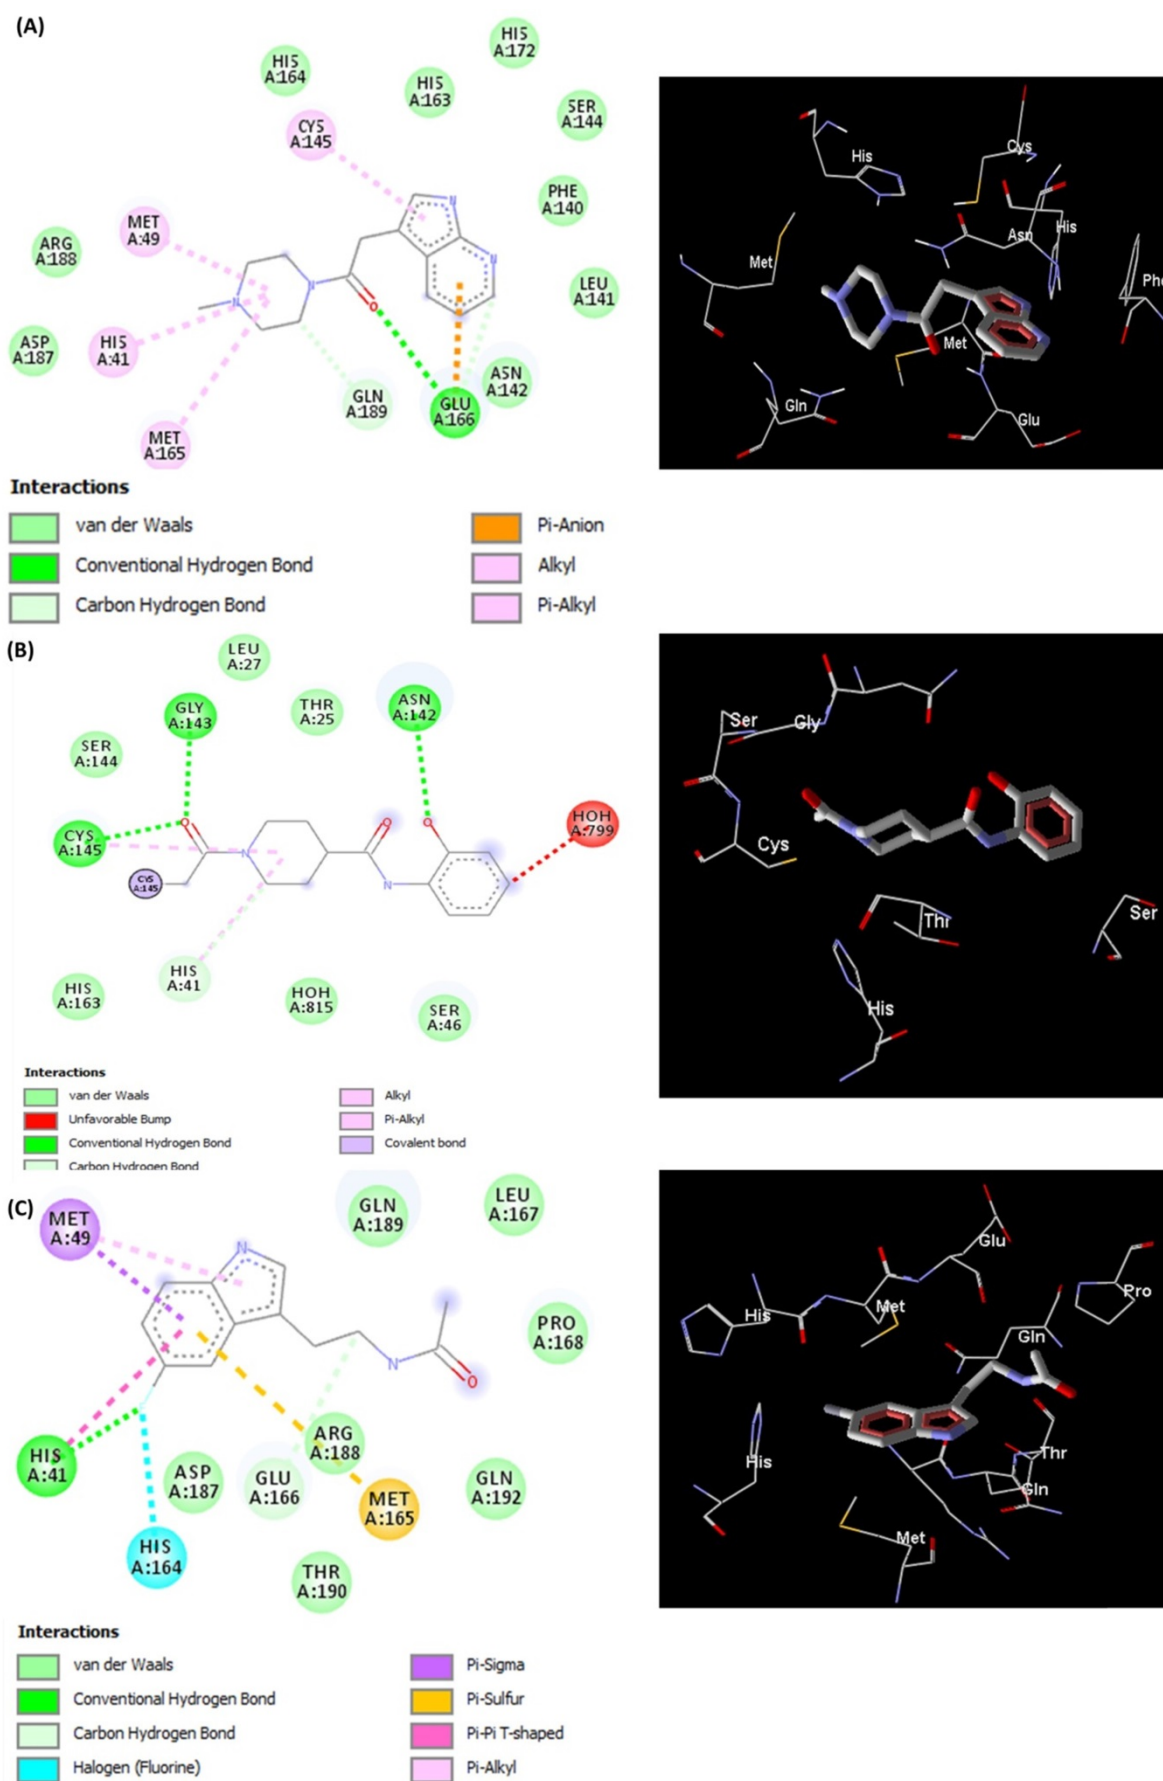 (A)
HIS
A:172
HIS
A:164
HIS
A:163
SER
A:144
CYS
A:145
PHE
A:140
MET
A:49
ARG
A:188
N
N
LEU
A:141
N
N
O
ASP
A:187
HIS
A:41
ASN
A:142
GLN
A:189
GLU
A:166
MET
A:165
His
Cys
Asn
His
Met
Phe
Met
Gln
Glu
Interactions
van der Waals
Conventional Hydrogen Bond
Carbon Hydrogen Bond
Pi-Anion
Alkyl
Pi-Alkyl
(B)
LEU
A:27
GLY
A:143
THR
A:25
ASN
A:142
SER
A:144
HOH
A:799
CYS
A:145
O
O
O
N
N
CYS
A:145
HIS
A:41
HIS
A:163
HOH
A:815
SER
A:46
Ser
Gly
Cys
Thr
Ser
His
Interactions
van der Waals
Unfavorable Bump
Conventional Hydrogen Bond
Carbon Hydrogen Bond
Alkyl
Pi-Alkyl
Covalent bond
(C)
MET
A:49
GLN
A:189
LEU
A:167
N
PRO
A:168
N
O
HIS
A:41
ASP
A:187
GLU
A:166
ARG
A:188
MET
A:165
GLN
A:192
HIS
A:164
THR
A:190
Glu
Pro
His
Met
Gln
His
Thr
Gln
Met
Interactions
van der Waals
Conventional Hydrogen Bond
Carbon Hydrogen Bond
Halogen (Fluorine)
Pi-Sigma
Pi-Sulfur
Pi-Pi T-shaped
Pi-Alkyl